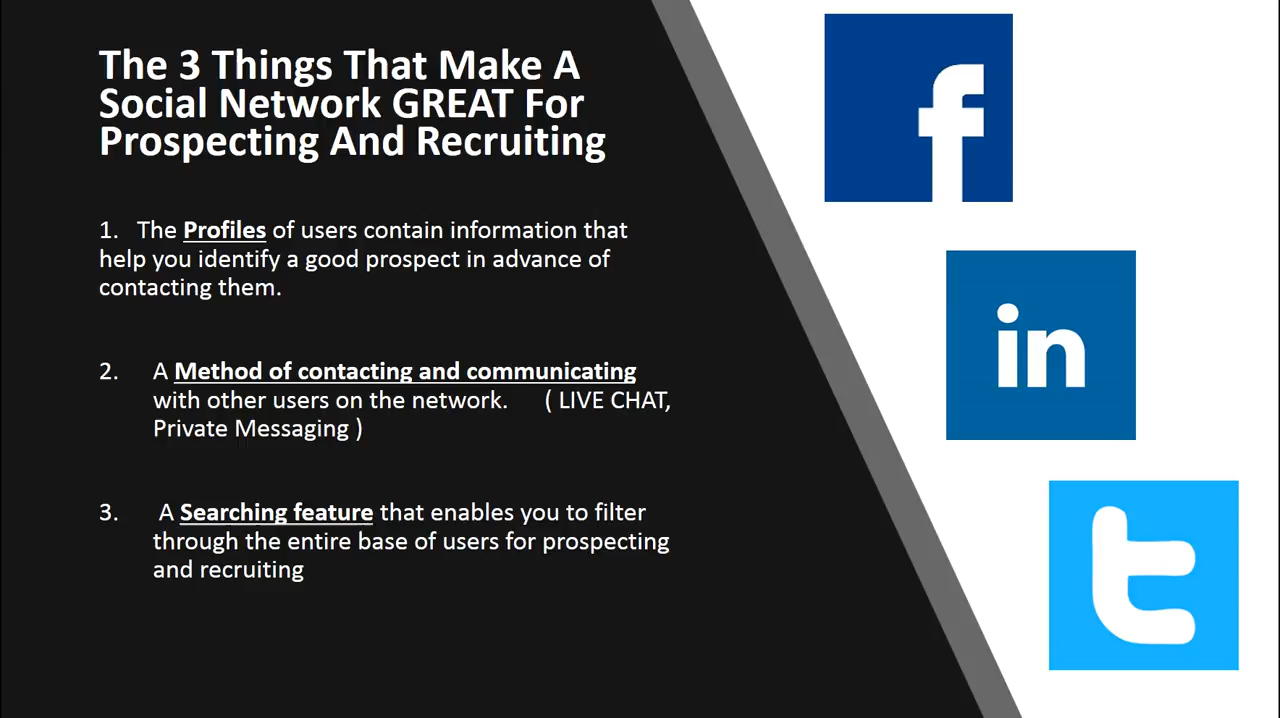 The 3 Things That Make A
Social Network GREAT For
Prospecting And Recruiting
1. The Profiles of users contain information that
help you identify a good prospect in advance of
contacting them.
2. A Method of contacting and communicating
with other users on the network. ( LIVE CHAT,
Private Messaging )
3. A Searching feature that enables you to filter
through the entire base of users for prospecting
and recruiting
f
in
t